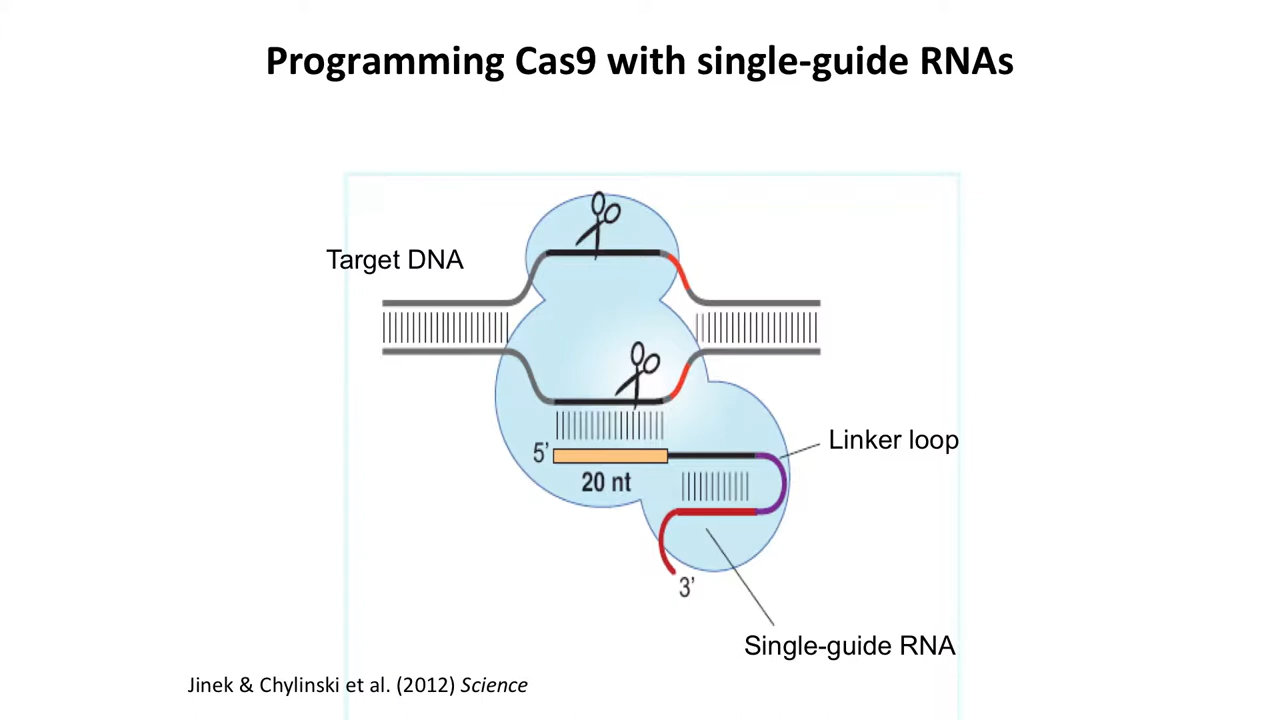 Programming Cas9 with single-guide RNAs
Target DNA
Linker loop
5’
20 nt
3’
Single-guide RNA
Jinek & Chylinski et al. (2012) Science